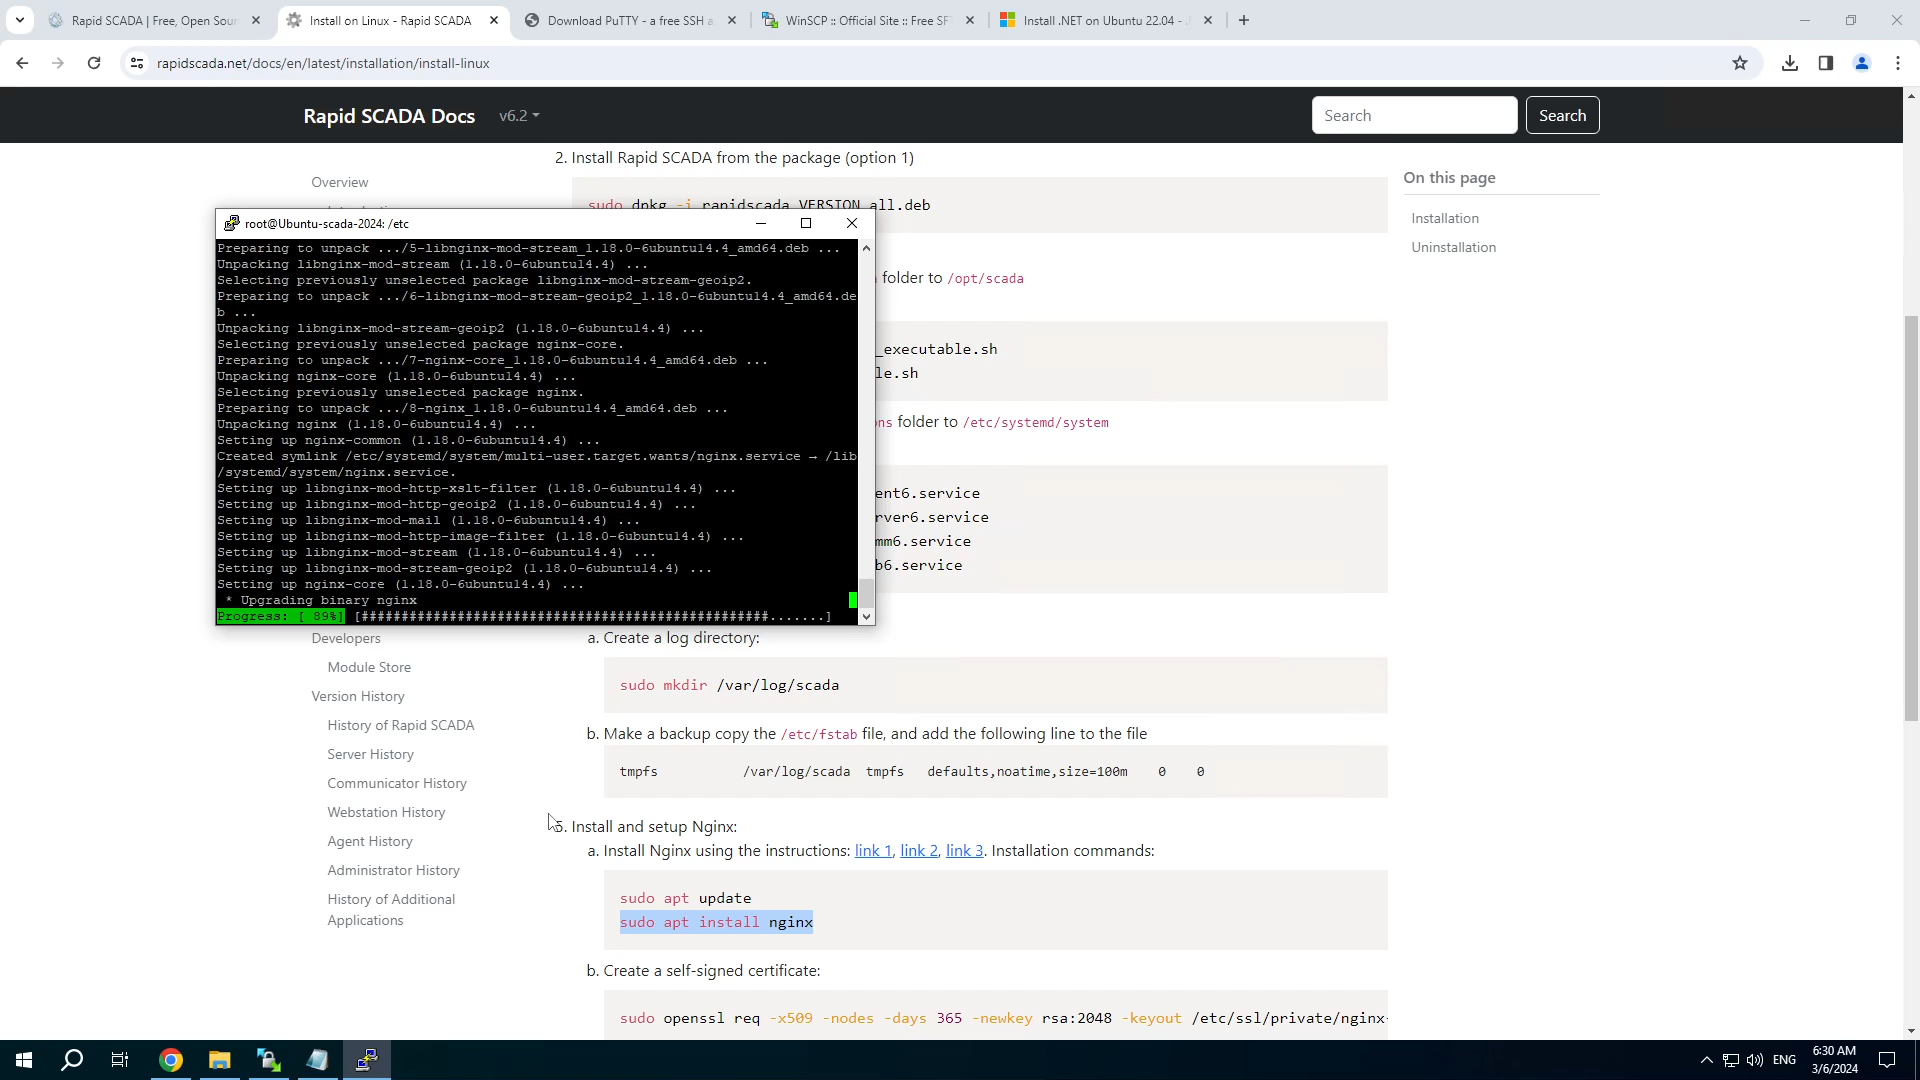 Rapid SCADA | Free, Open Sour
Install on Linux - Rapid SCADA
Download PuTTY - a free SSH a
WinSCP :: Official Site :: Free SF
Install .NET on Ubuntu 22.04 -
rapidscada.net/docs/en/latest/installation/install-linux
Rapid SCADA Docs
v6.2
Search
Search
2. Install Rapid SCADA from the package (option 1)
sudo dpkg -i rapidscada_VERSION_all.deb
Overview
On this page
Installation
Uninstallation
folder to /opt/scada
_executable.sh
le.sh
ons folder to /etc/systemd/system
ent6.service
rver6.service
mm6.service
b6.service
root@Ubuntu-scada-2024: /etc
Preparing to unpack .../5-libnginx-mod-stream_1.18.0-6ubuntu14.4_amd64.deb ...
Unpacking libnginx-mod-stream (1.18.0-6ubuntu14.4) ...
Selecting previously unselected package libnginx-mod-stream-geoip2.
Preparing to unpack .../6-libnginx-mod-stream-geoip2_1.18.0-6ubuntu14.4_amd64.de
b ...
Unpacking libnginx-mod-stream-geoip2 (1.18.0-6ubuntu14.4) ...
Selecting previously unselected package nginx-core.
Preparing to unpack .../7-nginx-core_1.18.0-6ubuntu14.4_amd64.deb ...
Unpacking nginx-core (1.18.0-6ubuntu14.4) ...
Selecting previously unselected package nginx.
Preparing to unpack .../8-nginx_1.18.0-6ubuntu14.4_amd64.deb ...
Unpacking nginx (1.18.0-6ubuntu14.4) ...
Setting up nginx-common (1.18.0-6ubuntu14.4) ...
Created symlink /etc/systemd/system/multi-user.target.wants/nginx.service → /lib
/systemd/system/nginx.service.
Setting up libnginx-mod-http-xslt-filter (1.18.0-6ubuntu14.4) ...
Setting up libnginx-mod-http-geoip2 (1.18.0-6ubuntu14.4) ...
Setting up libnginx-mod-mail (1.18.0-6ubuntu14.4) ...
Setting up libnginx-mod-http-image-filter (1.18.0-6ubuntu14.4) ...
Setting up libnginx-mod-stream (1.18.0-6ubuntu14.4) ...
Setting up libnginx-mod-stream-geoip2 (1.18.0-6ubuntu14.4) ...
Setting up nginx-core (1.18.0-6ubuntu14.4) ...
* Upgrading binary nginx
Progress: [ 89%] [###################################################.......]
Developers
Module Store
Version History
History of Rapid SCADA
Server History
Communicator History
Webstation History
Agent History
Administrator History
History of Additional
Applications
a. Create a log directory:
sudo mkdir /var/log/scada
b. Make a backup copy the /etc/fstab file, and add the following line to the file
tmpfs /var/log/scada tmpfs defaults,noatime,size=100m 0 0
5. Install and setup Nginx:
a. Install Nginx using the instructions: link 1, link 2, link 3. Installation commands:
sudo apt update
sudo apt install nginx
b. Create a self-signed certificate:
sudo openssl req -x509 -nodes -days 365 -newkey rsa:2048 -keyout /etc/ssl/private/nginx-
ENG
6:30 AM
3/6/2024